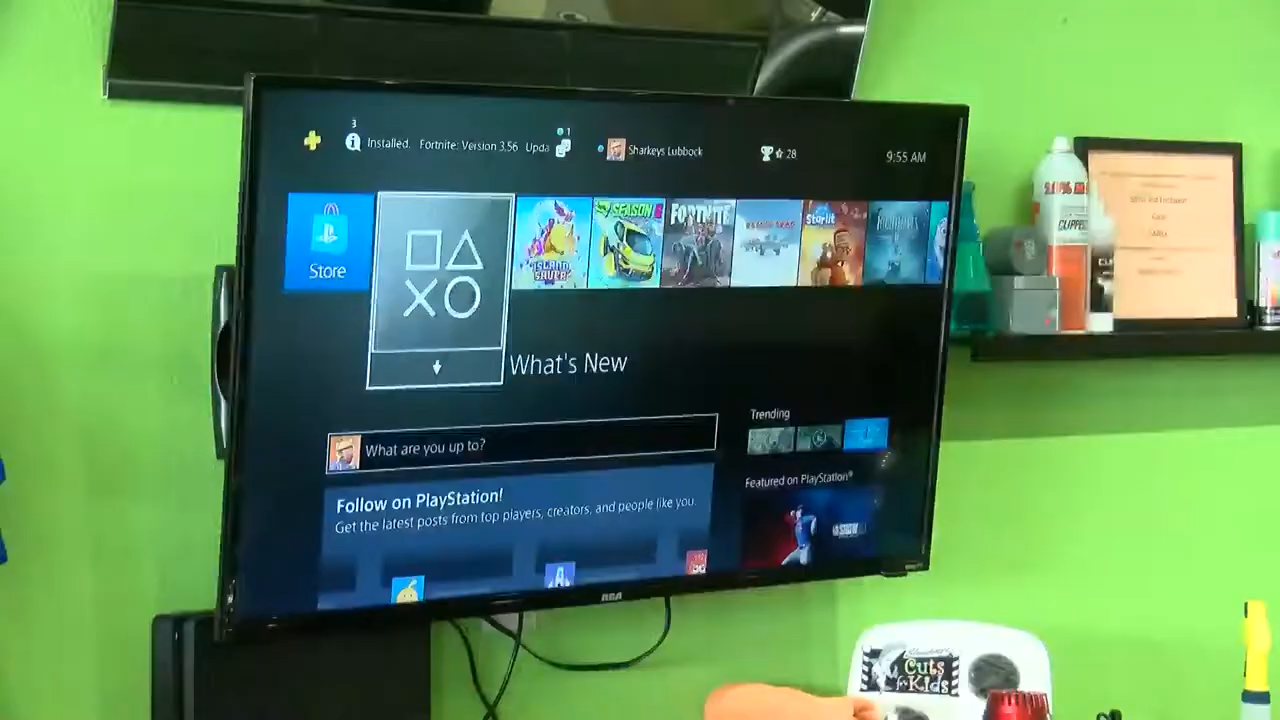 3
Installed. Fortnite: Version 3.56 Upda
1
Sharkeys Lubbock
28
9:55 AM
Store
ISLAND SAVER
SEASON
FORTNITE
Starlit
What's New
What are you up to?
Trending
Follow on PlayStation!
Get the latest posts from top players, creators, and people like you.
Featured on PlayStation®
RCA
CLIPPER
Cuts
for Kids